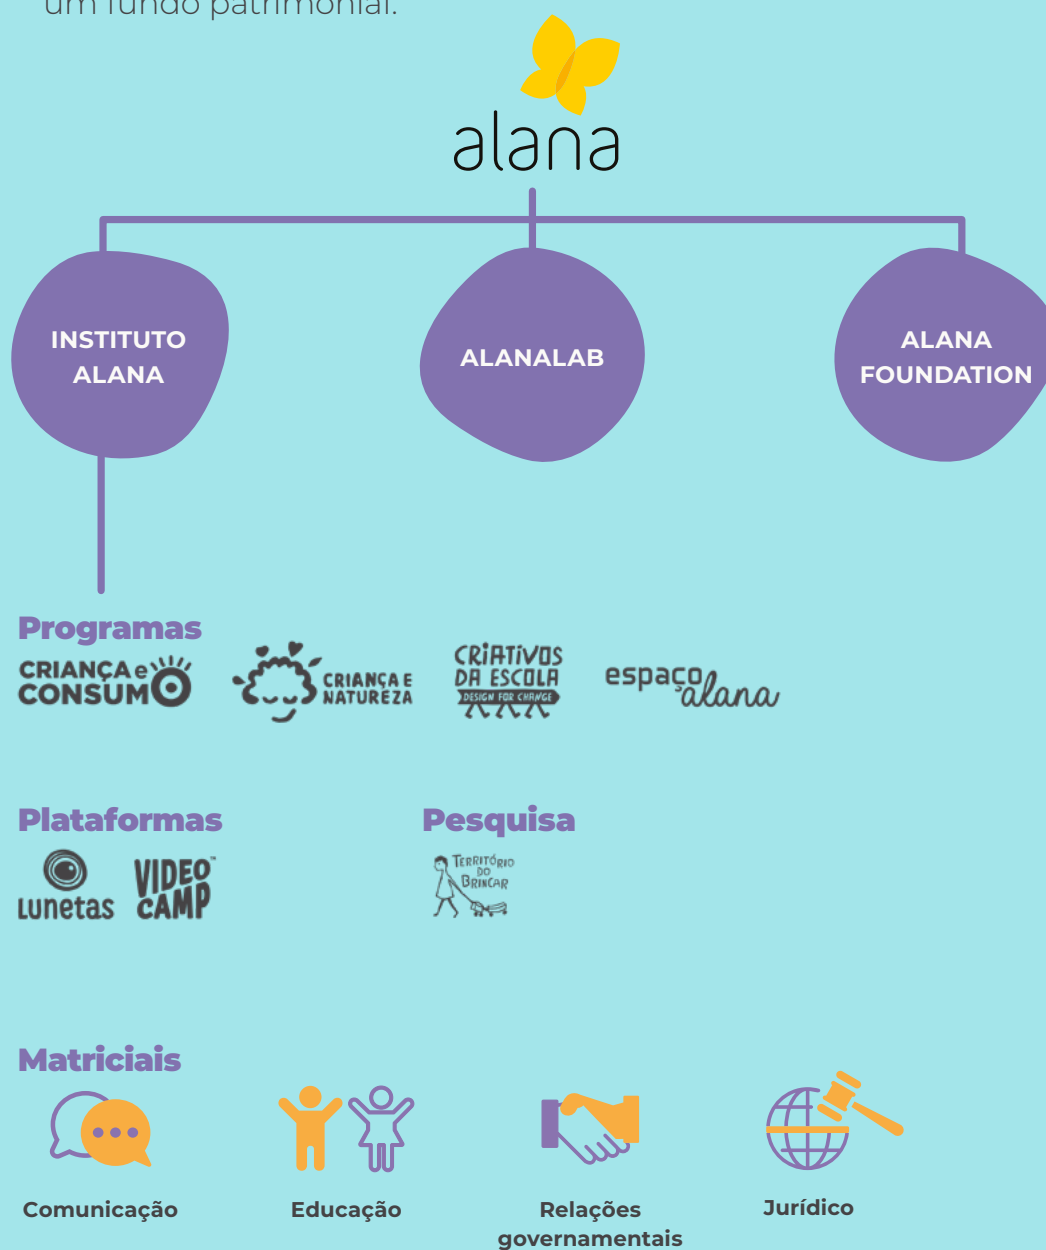 um fundo patrimonial.
alana
INSTITUTO
ALANA
ALANALAB
ALANA
FOUNDATION
Programas
CRIANÇA e
CONSUMO
CRIANÇA E
NATUREZA
CRIATIVOS
DA ESCOLA
DESIGN FOR CHANGE
espaço
alana
Plataformas
Lunetas
VIDEO™
CAMP
Pesquisa
TERRITÓRIO
DO
BRINCAR
Matriciais
Comunicação
Educação
Relações
governamentais
Jurídico